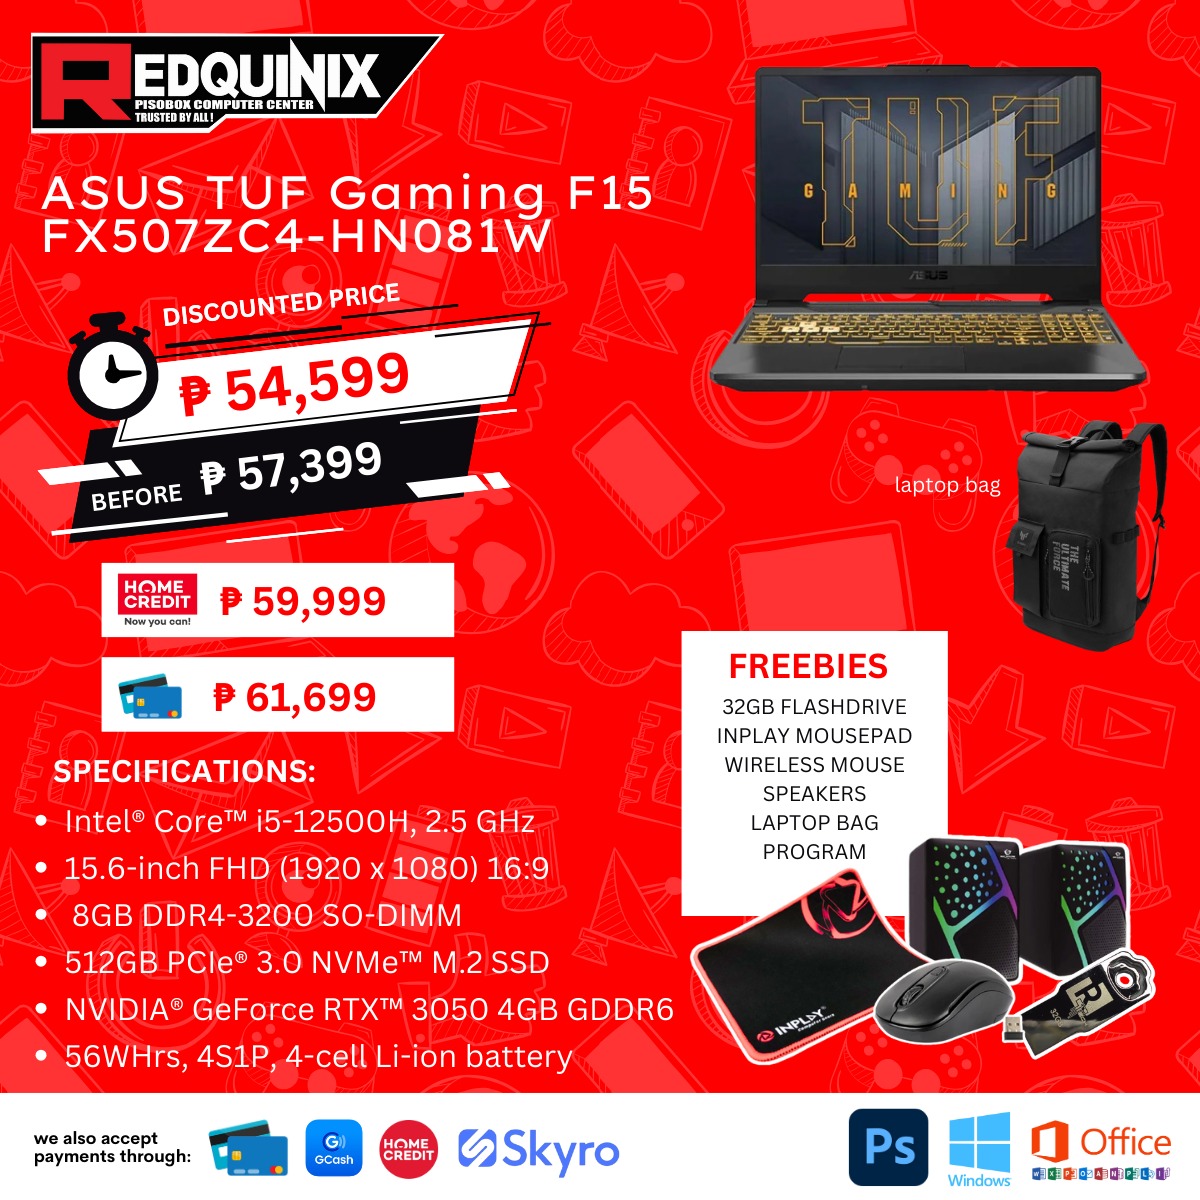 REDQUINIX
PISOBOX COMPUTER CENTER
TRUSTED BY ALL !
ASUS TUF Gaming F15
FX507ZC4-HN081W
DISCOUNTED PRICE
₱ 54,599
BEFORE ₱ 57,399
HOME
CREDIT
Now you can!
₱ 59,999
₱ 61,699
SPECIFICATIONS:
• Intel® Core™ i5-12500H, 2.5 GHz
• 15.6-inch FHD (1920 x 1080) 16:9
• 8GB DDR4-3200 SO-DIMM
• 512GB PCIe® 3.0 NVMe™ M.2 SSD
• NVIDIA® GeForce RTX™ 3050 4GB GDDR6
• 56WHrs, 4S1P, 4-cell Li-ion battery
TUF
GAMING
ASUS
laptop bag
THE
ULTIMATE
FORCE
FREEBIES
32GB FLASHDRIVE
INPLAY MOUSEPAD
WIRELESS MOUSE
SPEAKERS
LAPTOP BAG
PROGRAM
INPLAY
32GB
we also accept
payments through:
GCash
HOME
CREDIT
Skyro
Ps
Windows
Office